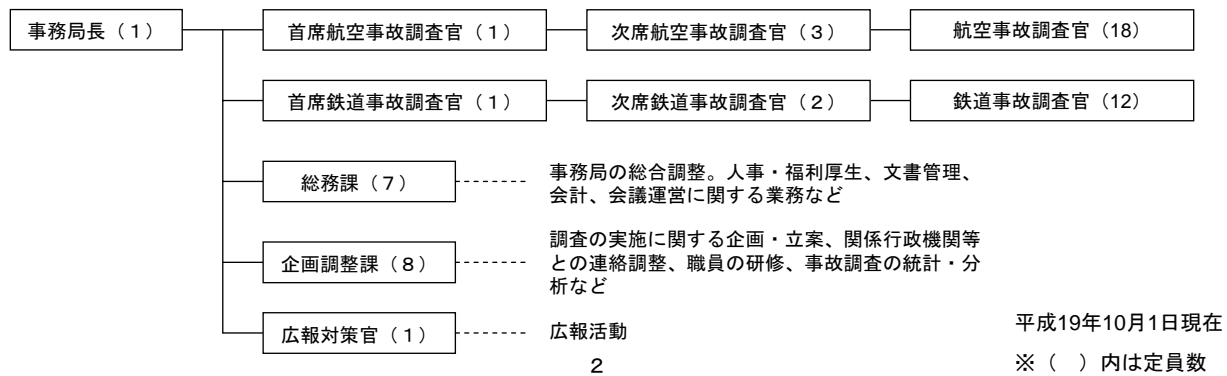 事務局長(1)
首席航空事故調査官(1)
次席航空事故調査官(3)
航空事故調査官(18)
首席鉄道事故調査官(1)
次席鉄道事故調査官(2)
鉄道事故調査官(12)
総務課(7)
事務局の総合調整。人事・福利厚生、文書管理、
会計、会議運営に関する業務など
企画調整課(8)
調査の実施に関する企画・立案、関係行政機関等
との連絡調整、職員の研修、事故調査の統計・分
析など
広報対策官(1)
広報活動
平成19年10月1日現在
※( )内は定員数
2